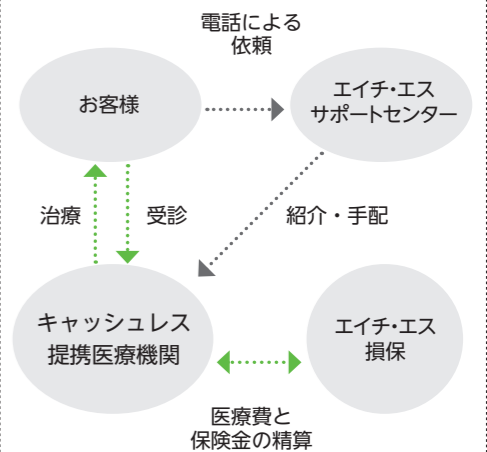 電話による
依頼
お客様
エイチ・エス
サポートセンター
治療
受診
紹介・手配
キャッシュレス
提携医療機関
エイチ・エス
損保
医療費と
保険金の精算